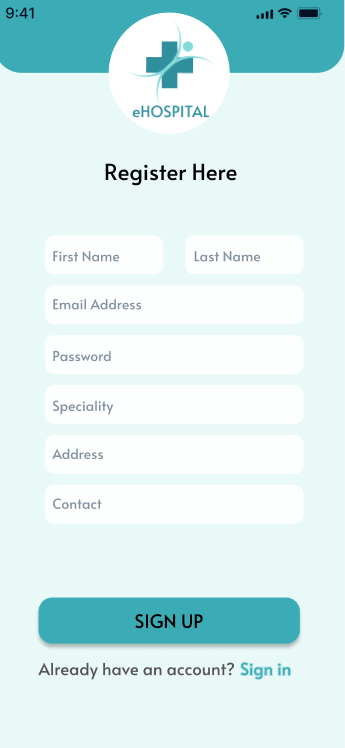 9:41
eHOSPITAL
Register Here
First Name Last Name
Email Address
Password
Speciality
Address
Contact
SIGN UP
Already have an account? Sign in